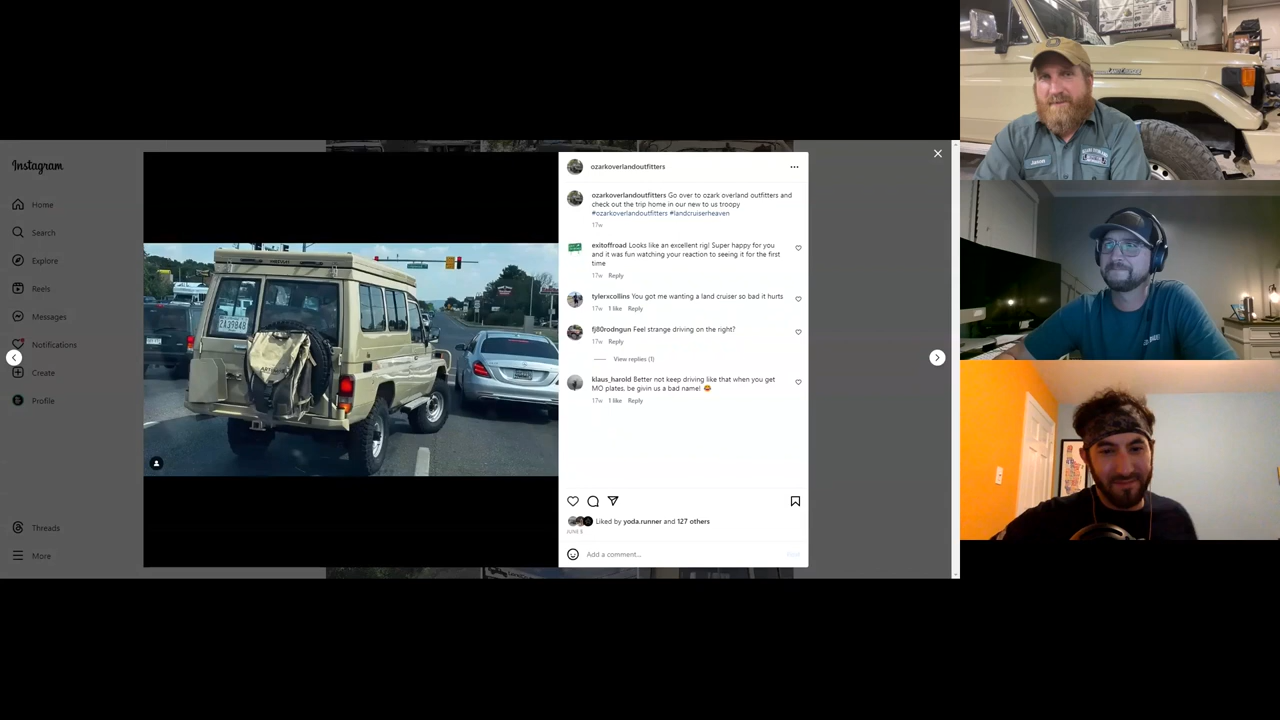 Instagram
Home
Search
Explore
Reels
Messages
Notifications
Create
Profile
Threads
More
ozarkoverlandoutfitters
ozarkoverlandoutfitters Go over to ozark overland outfitters and
check out the trip home in our new to us troopy
#ozarkoverlandoutfitters #landcruiserheaven
17w
exitoffroad Looks like an excellent rig! Super happy for you
and it was fun watching your reaction to seeing it for the first
time
17w Reply
tylerxcollins You got me wanting a land cruiser so bad it hurts
17w 1 like Reply
fj80rodngun Feel strange driving on the right?
17w Reply
View replies (1)
klaus_harold Better not keep driving like that when you get
MO plates, be givin us a bad name! 😂
17w 1 like Reply
Liked by yoda.runner and 127 others
JUNE 8
Add a comment...
Post